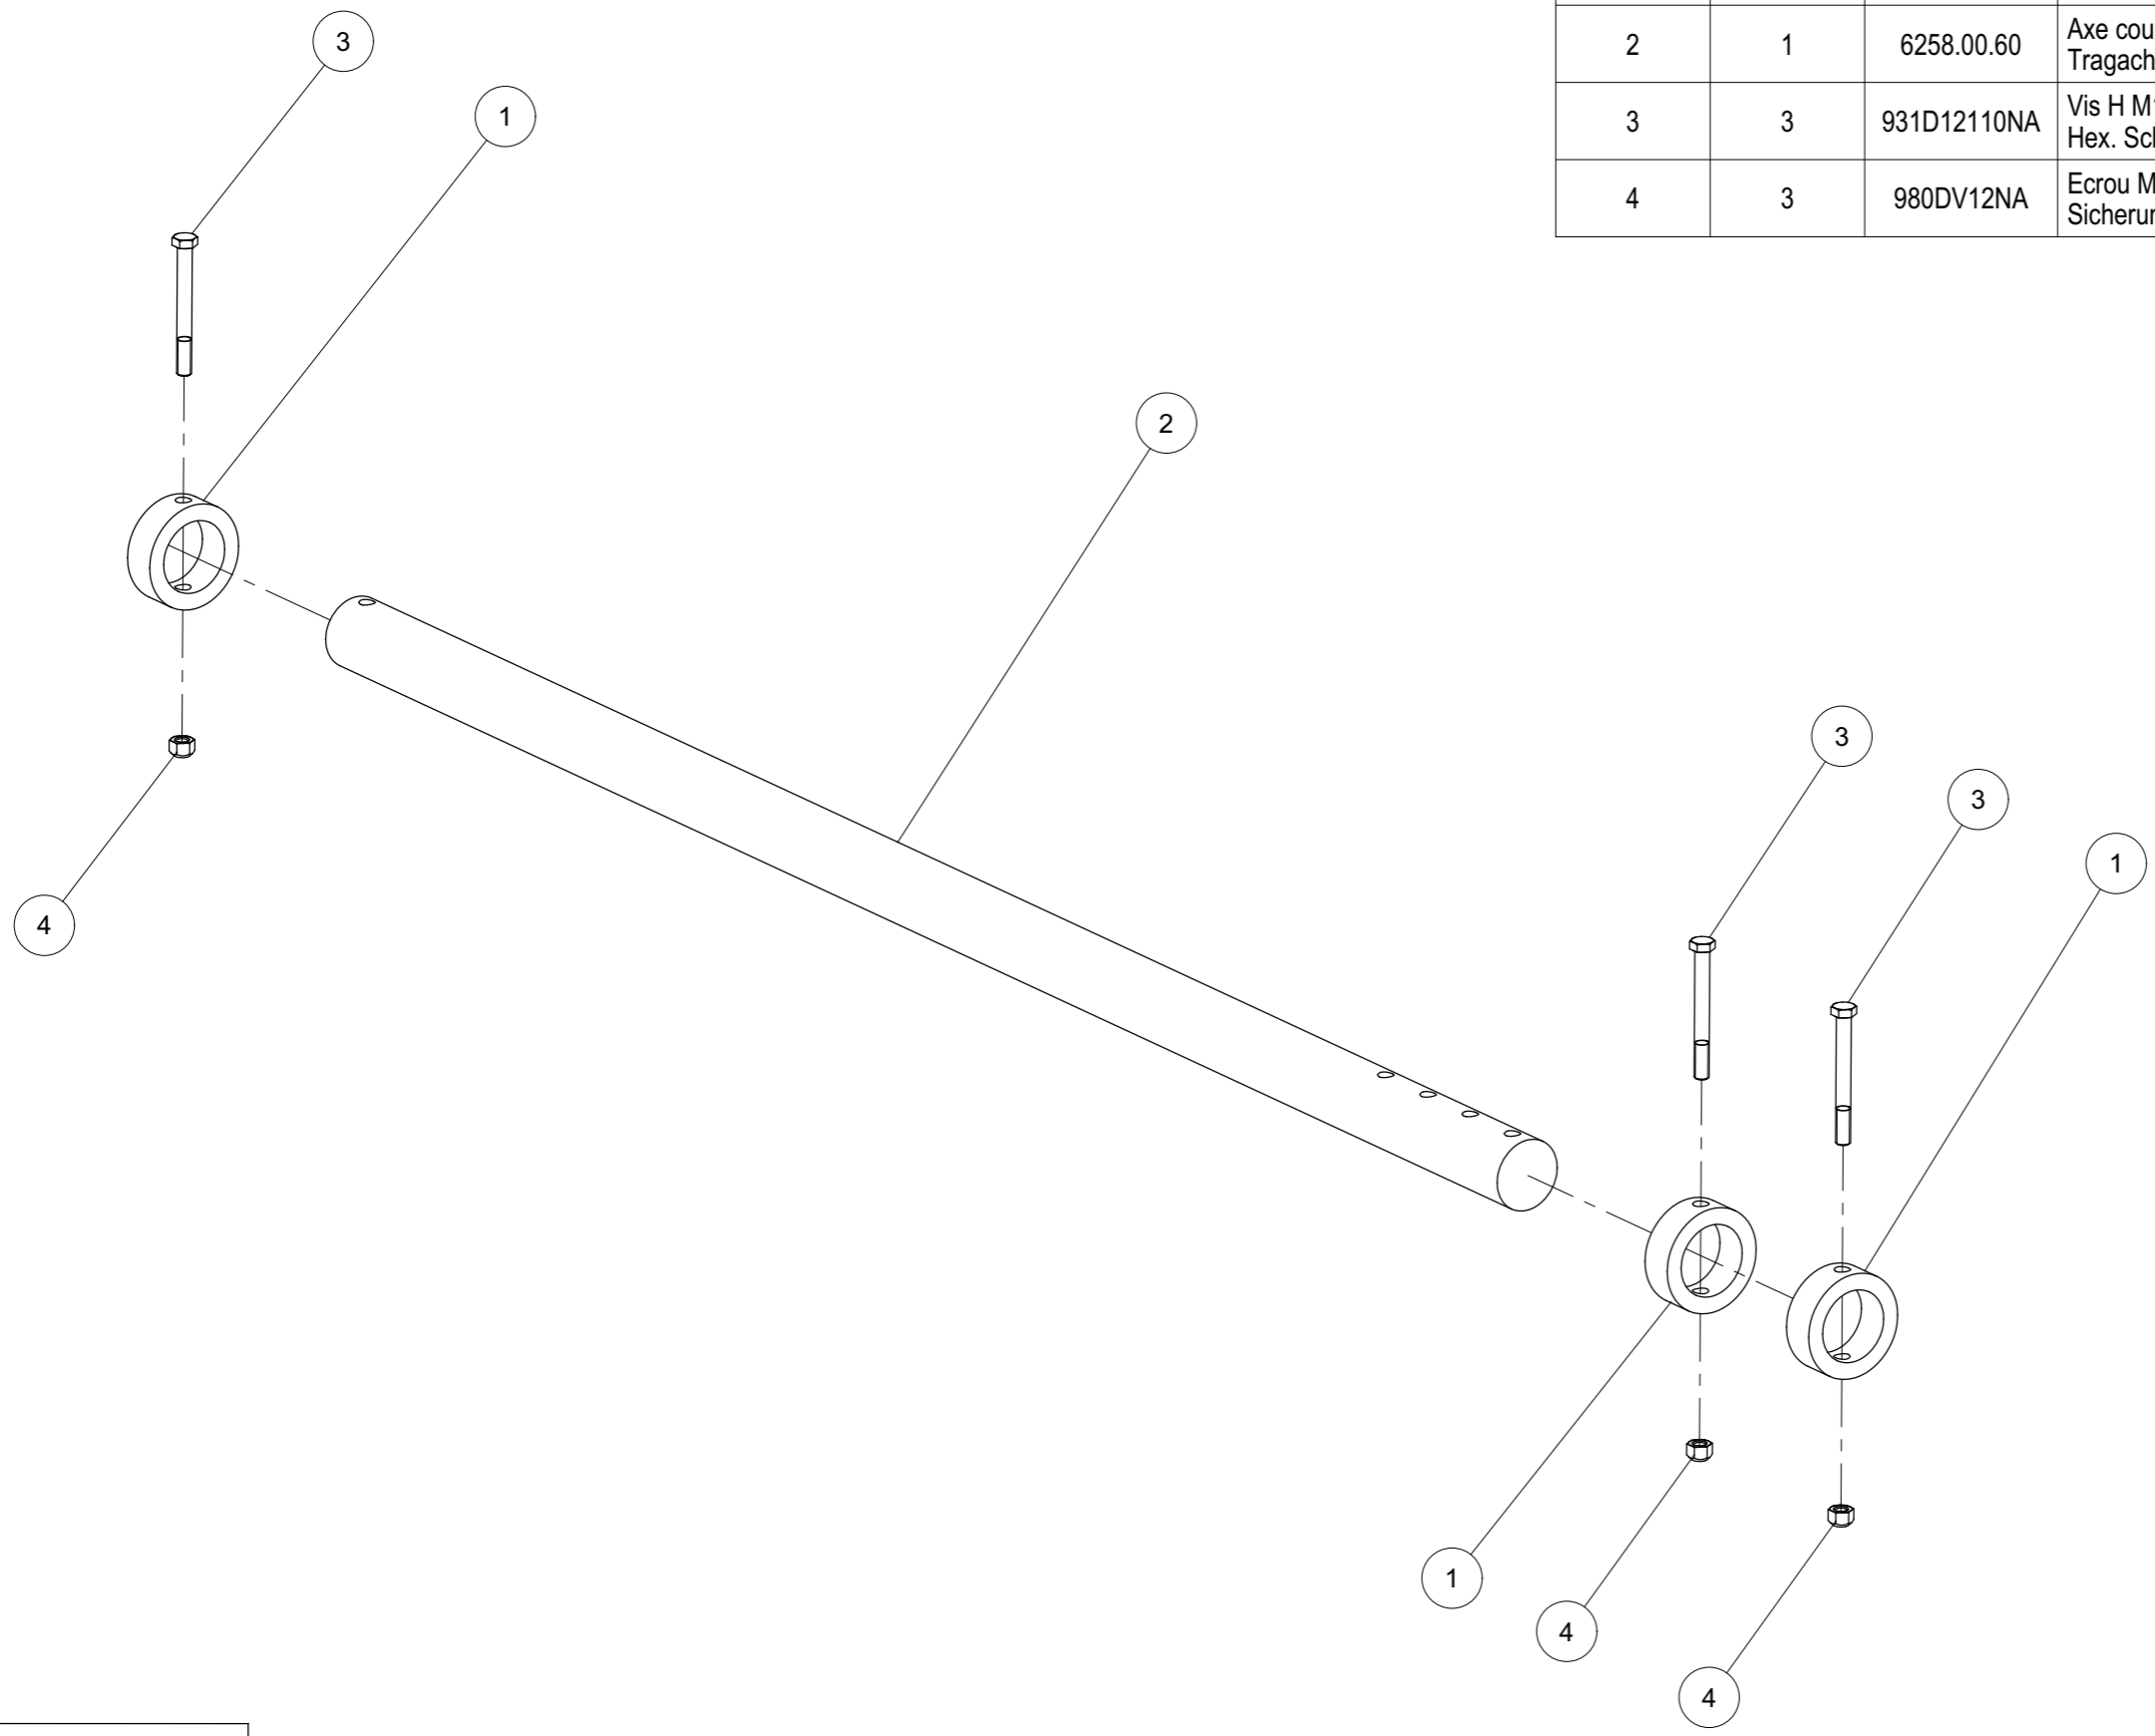 2 1 6258.00.60 Axe cou
Tragach
3 3 931D12110NA Vis H M
Hex. Sc
4 3 980DV12NA Ecrou M
Sicheru
3
1
2
3
3
1
4
1
4
4